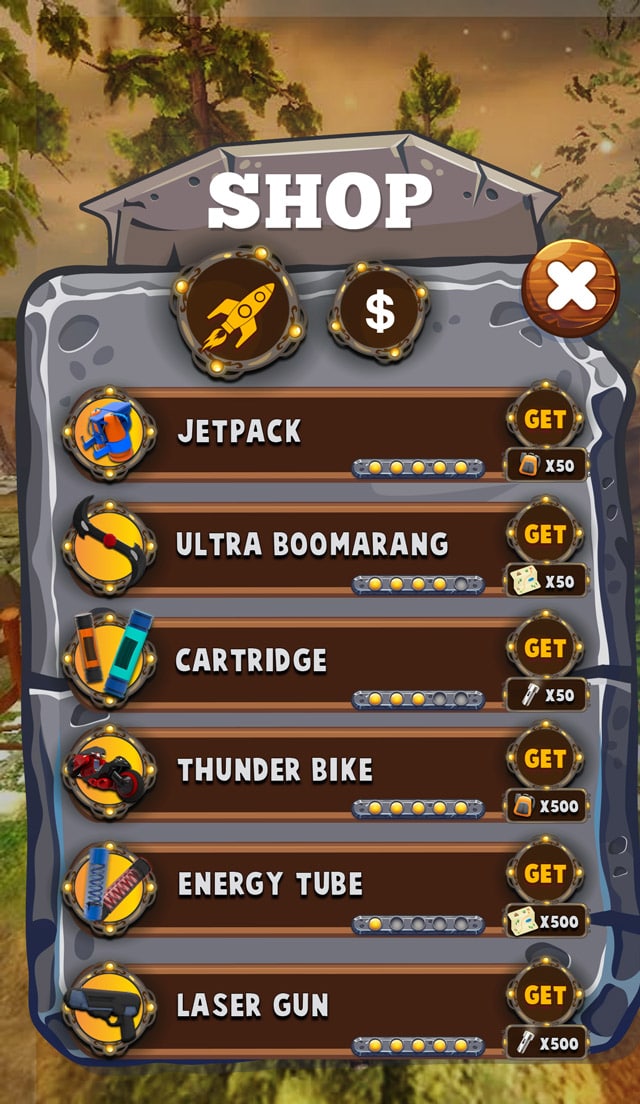 SHOP
$
JETPACK
GET
X50
ULTRA BOOMARANG
GET
X50
CARTRIDGE
GET
X50
THUNDER BIKE
GET
X500
ENERGY TUBE
GET
X500
LASER GUN
GET
X500